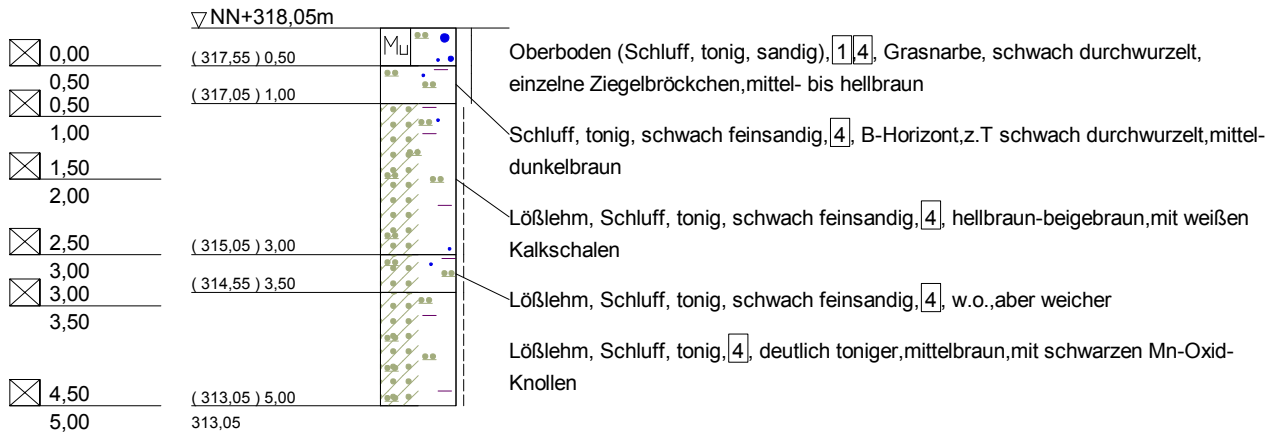 ▽NN+318,05m
0,00
0,50
0,50
1,00
1,50
2,00
2,50
3,00
3,00
3,50
4,50
5,00
( 317,55 ) 0,50
( 317,05 ) 1,00
( 315,05 ) 3,00
( 314,55 ) 3,50
( 313,05 ) 5,00
313,05
Mu
Oberboden (Schluff, tonig, sandig), 1 4, Grasnarbe, schwach durchwurzelt,
einzelne Ziegelbröckchen,mittel- bis hellbraun
Schluff, tonig, schwach feinsandig, 4, B-Horizont,z.T schwach durchwurzelt,mittel-
dunkelbraun
Lößlehm, Schluff, tonig, schwach feinsandig, 4, hellbraun-beigebraun,mit weißen
Kalkschalen
Lößlehm, Schluff, tonig, schwach feinsandig, 4, w.o.,aber weicher
Lößlehm, Schluff, tonig, 4, deutlich toniger,mittelbraun,mit schwarzen Mn-Oxid-
Knollen